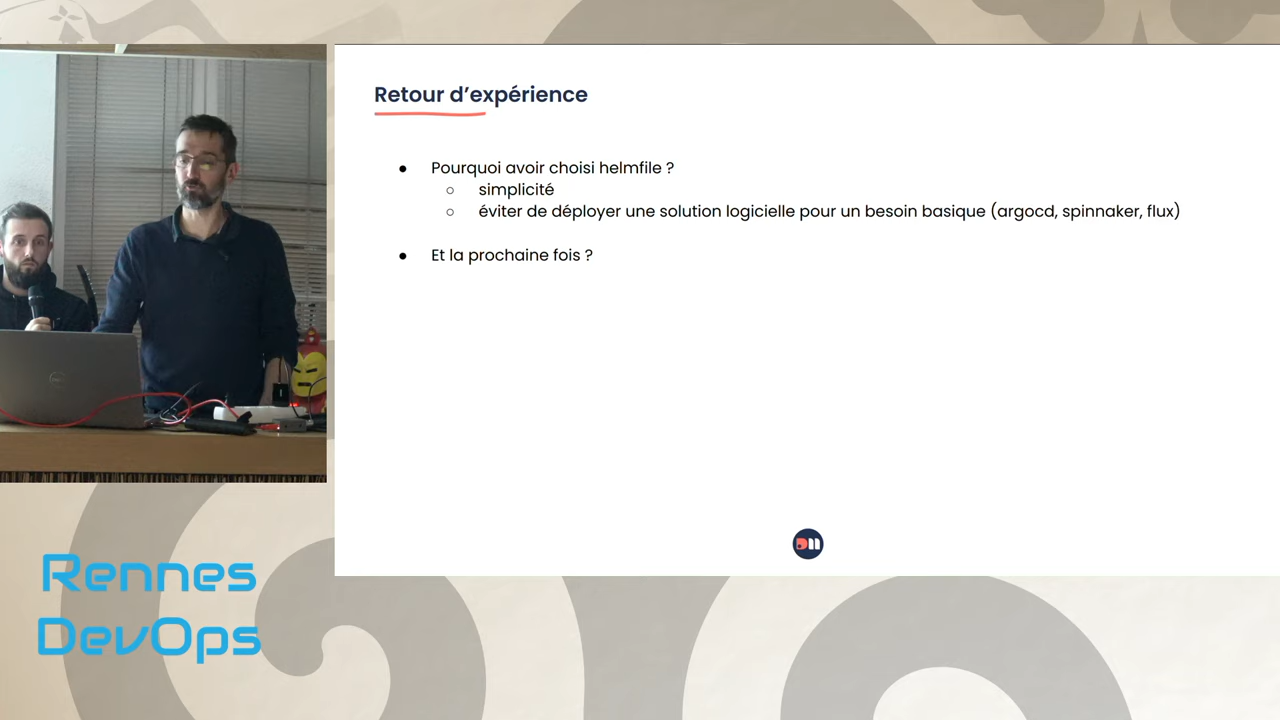 Retour d'expérience
● Pourquoi avoir choisi helmfile ?
○ simplicité
○ éviter de déployer une solution logicielle pour un besoin basique (argocd, spinnaker, flux)
● Et la prochaine fois ?
Rennes
DevOps